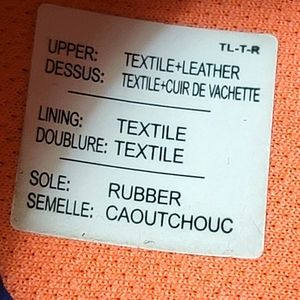 TL-T-R
UPPER: TEXTILE+LEATHER
DESSUS: TEXTILE+CUIR DE VACHETTE
LINING: TEXTILE
DOUBLURE: TEXTILE
SOLE: RUBBER
SEMELLE: CAOUTCHOUC